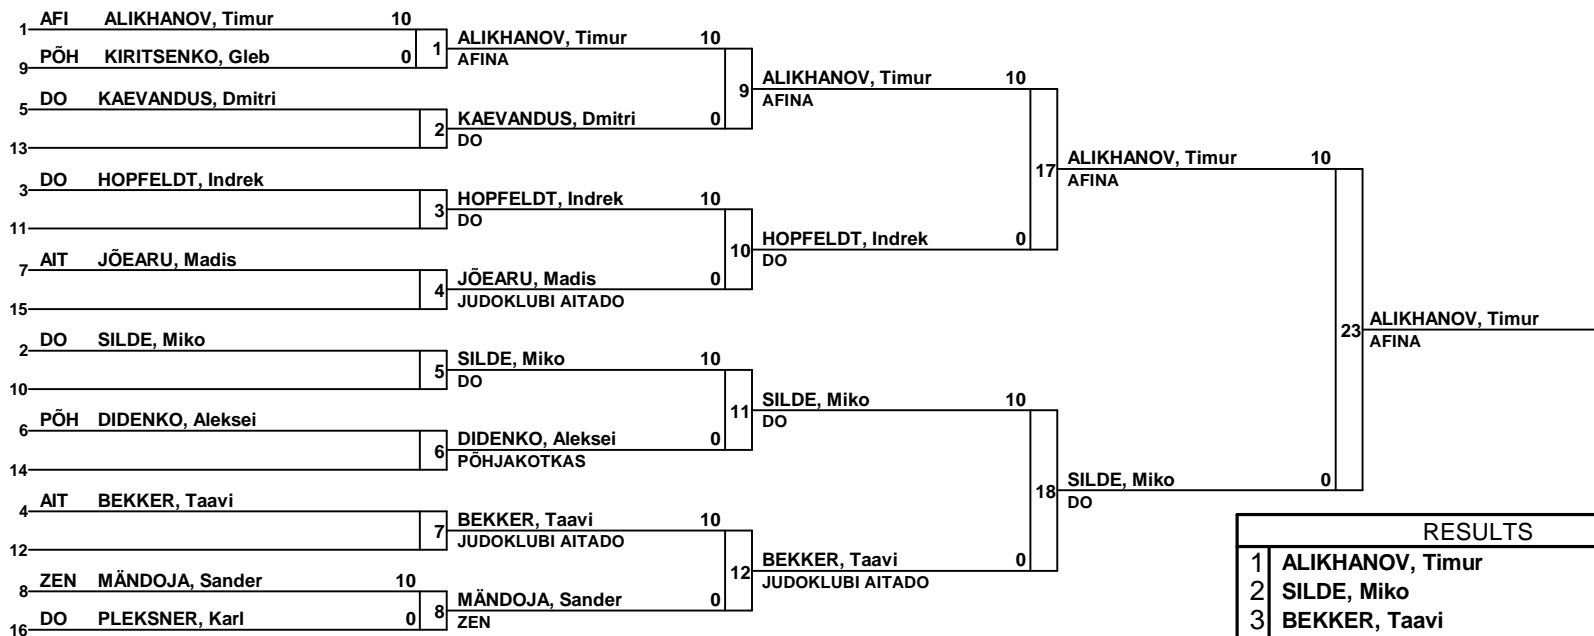 1 AFI ALIKHANOV, Timur 10
9 PÕH KIRITSENKO, Gleb 0
1
5 DO KAEVANDUS, Dmitri
13
2
3 DO HOPFELDT, Indrek
11
3
7 AIT JÕEARU, Madis
15
4
2 DO SILDE, Miko
10
5
6 PÕH DIDENKO, Aleksei
14
6
4 AIT BEKKER, Taavi
12
7
8 ZEN MÄNDOJA, Sander 10
16 DO PLEKSNER, Karl 0
8
ALIKHANOV, Timur 10
AFINA
KAEVANDUS, Dmitri 0
DO
9
HOPFELDT, Indrek 10
DO
JÕEARU, Madis 0
JUDOKLUBI AITADO
10
SILDE, Miko 10
DO
DIDENKO, Aleksei 0
PÕHJAKOTKAS
11
BEKKER, Taavi 10
JUDOKLUBI AITADO
MÄNDOJA, Sander 0
ZEN
12
ALIKHANOV, Timur 10
AFINA
HOPFELDT, Indrek 0
DO
17
SILDE, Miko 10
DO
BEKKER, Taavi 0
JUDOKLUBI AITADO
18
ALIKHANOV, Timur 10
AFINA
SILDE, Miko 0
DO
23
ALIKHANOV, Timur
AFINA
RESULTS
1 ALIKHANOV, Timur
2 SILDE, Miko
3 BEKKER, Taavi